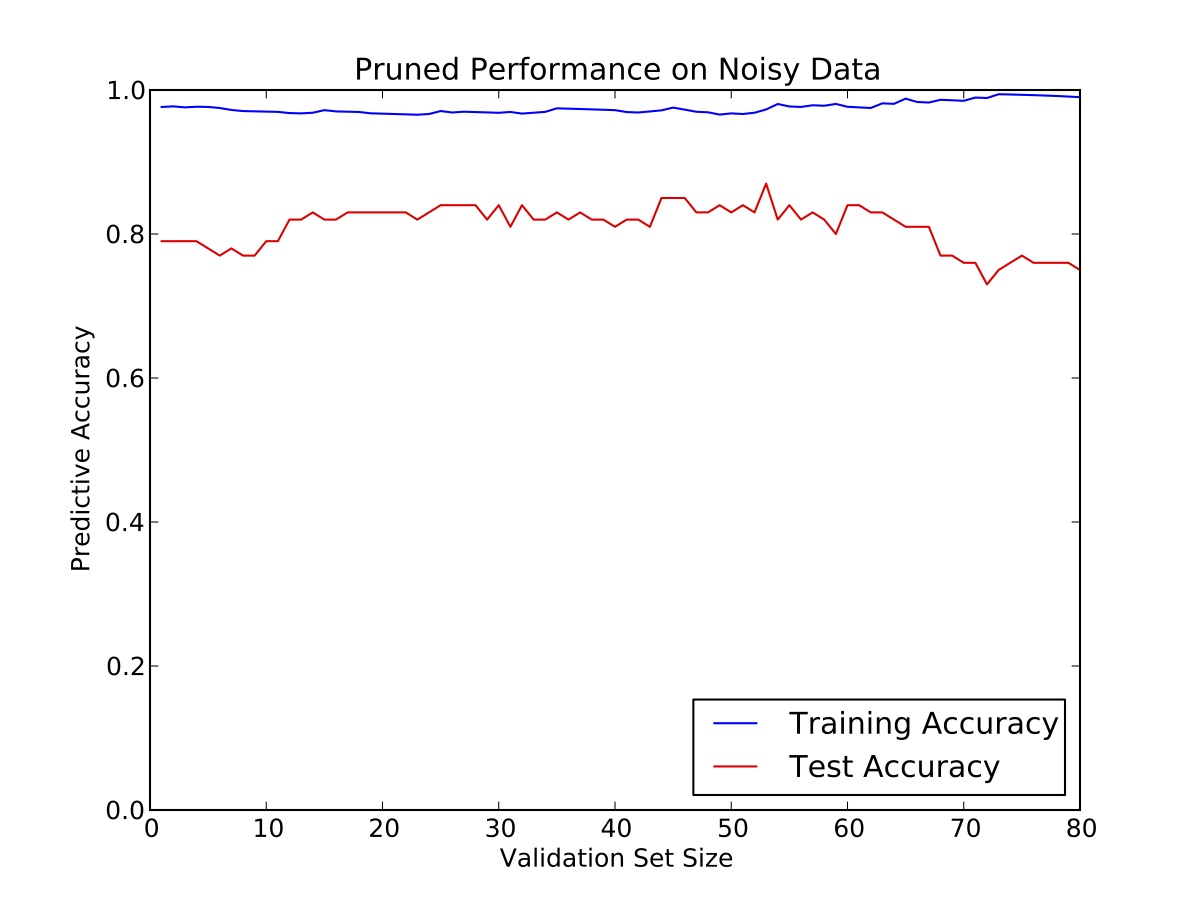 Pruned Performance on Noisy Data
1.0
0.8
0.6
0.4
0.2
0.0
Predictive Accuracy
0 10 20 30 40 50 60 70 80
Validation Set Size
Training Accuracy
Test Accuracy